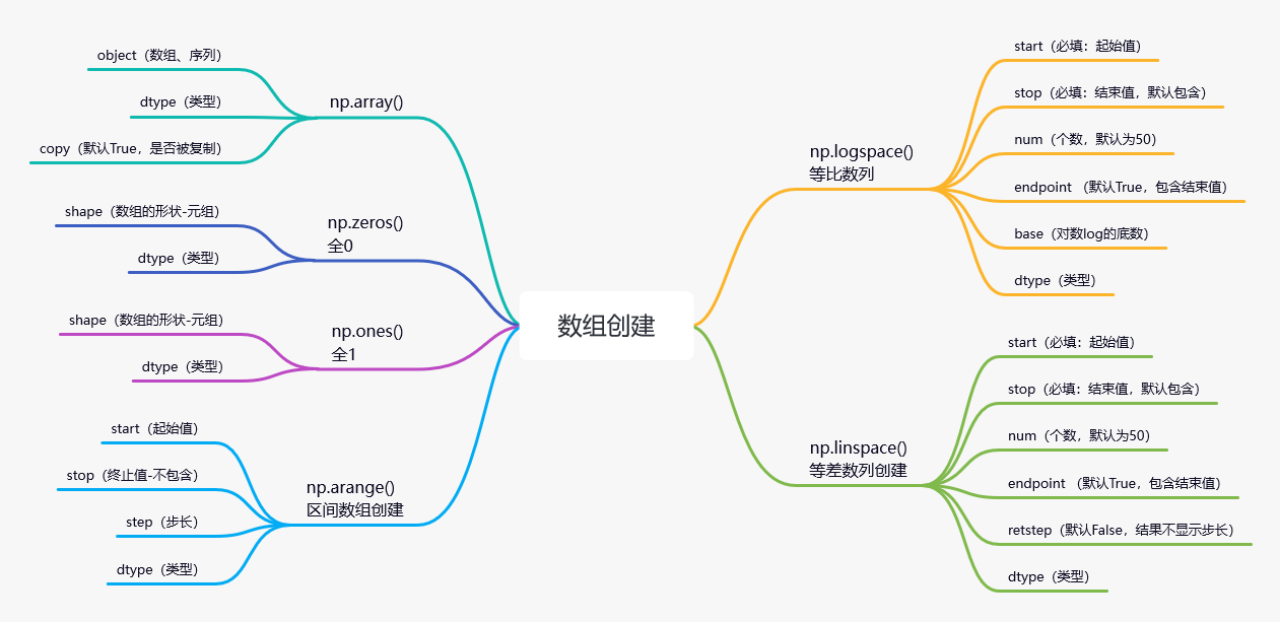 数组创建
np.array()
object（数组、序列）
dtype（类型）
copy（默认True，是否被复制）
np.zeros()
全0
shape（数组的形状-元组）
dtype（类型）
np.ones()
全1
shape（数组的形状-元组）
dtype（类型）
np.arange()
区间数组创建
start（起始值）
stop（终止值-不包含）
step（步长）
dtype（类型）
np.logspace()
等比数列
start（必填：起始值）
stop（必填：结束值，默认包含）
num（个数，默认为50）
endpoint （默认True，包含结束值）
base（对数log的底数）
dtype（类型）
np.linspace()
等差数列创建
start（必填：起始值）
stop（必填：结束值，默认包含）
num（个数，默认为50）
endpoint （默认True，包含结束值）
retstep（默认False，结果不显示步长）
dtype（类型）